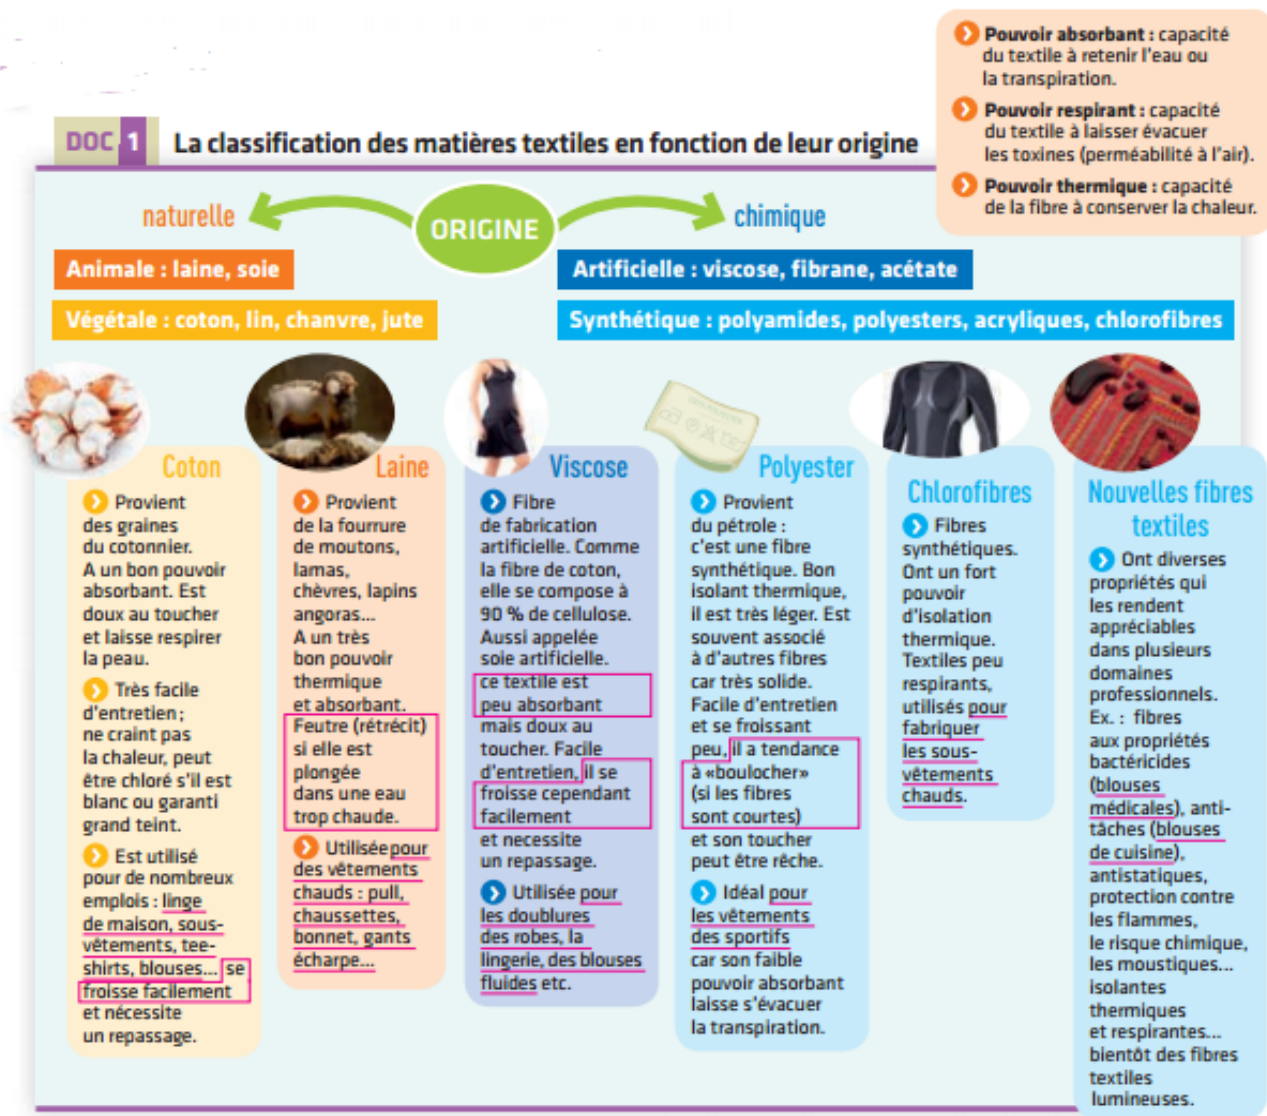 Pouvoir absorbant : capacité
du textile à retenir l'eau ou
la transpiration.
Pouvoir respirant : capacité
du textile à laisser évacuer
les toxines (perméabilité à l'air).
Pouvoir thermique : capacité
de la fibre à conserver la chaleur.
DOC 1 La classification des matières textiles en fonction de leur origine
naturelle
ORIGINE
chimique
Animale : laine, soie
Artificielle : viscose, fibrane, acétate
Végétale : coton, lin, chanvre, jute
Synthétique : polyamides, polyesters, acryliques, chlorofibres
Coton
Provient
des graines
du cotonnier.
A un bon pouvoir
absorbant. Est
doux au toucher
et laisse respirer
la peau.
Très facile
d'entretien ;
ne craint pas
la chaleur, peut
être chloré s'il est
blanc ou garanti
grand teint.
Est utilisé
pour de nombreux
emplois : linge
de maison, sous-
vêtements, tee-
shirts, blouses... se
froisse facilement
et nécessite
un repassage.
Laine
Provient
de la fourrure
de moutons,
lamas,
chèvres, lapins
angoras...
A un très
bon pouvoir
thermique
et absorbant.
Feutre (rétrécit)
si elle est
plongée
dans une eau
trop chaude.
Utilisée pour
des vêtements
chauds : pull,
chaussettes,
bonnet, gants
écharpe...
Viscose
Fibre
de fabrication
artificielle. Comme
la fibre de coton,
elle se compose à
90 % de cellulose.
Aussi appelée
soie artificielle.
ce textile est
peu absorbant
mais doux au
toucher. Facile
d'entretien, il se
froisse cependant
facilement
et necessite
un repassage.
Utilisée pour
les doublures
des robes, la
lingerie, des blouses
fluides etc.
Polyester
Provient
du pétrole :
c'est une fibre
synthétique. Bon
isolant thermique,
il est très léger. Est
souvent associé
à d'autres fibres
car très solide.
Facile d'entretien
et se froissant
peu, il a tendance
à «boulocher»
(si les fibres
sont courtes)
et son toucher
peut être rêche.
Idéal pour
les vêtements
des sportifs
car son faible
pouvoir absorbant
laisse s'évacuer
la transpiration.
Chlorofibres
Fibres
synthétiques.
Ont un fort
pouvoir
d'isolation
thermique.
Textiles peu
respirants,
utilisés pour
fabriquer
les sous-
vêtements
chauds.
Nouvelles fibres
textiles
Ont diverses
propriétés qui
les rendent
appréciables
dans plusieurs
domaines
professionnels.
Ex. : fibres
aux propriétés
bactéricides
(blouses
médicales), anti-
tâches (blouses
de cuisine),
antistatiques,
protection contre
les flammes,
le risque chimique,
les moustiques...
isolantes
thermiques
et respirantes...
bientôt des fibres
textiles
lumineuses.